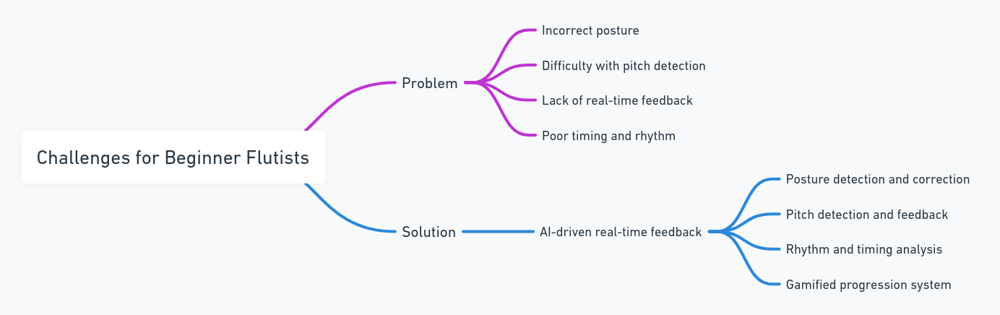 Challenges for Beginner Flutists
Problem
Incorrect posture
Difficulty with pitch detection
Lack of real-time feedback
Poor timing and rhythm
Solution
AI-driven real-time feedback
Posture detection and correction
Pitch detection and feedback
Rhythm and timing analysis
Gamified progression system